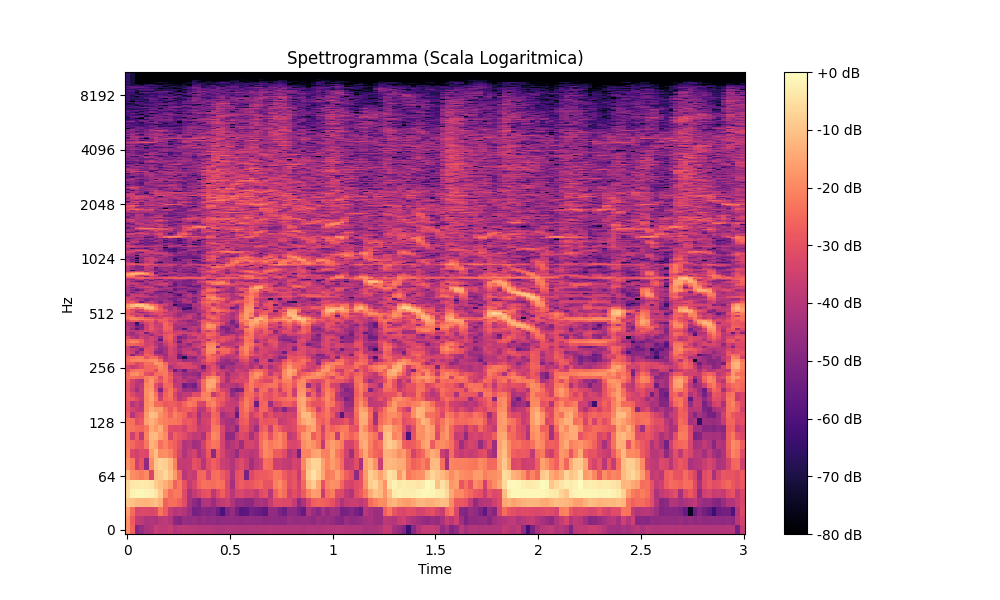 Spettrogramma (Scala Logaritmica)
Hz
8192
4096
2048
1024
512
256
128
64
0
0
0.5
1
1.5
2
2.5
3
Time
+0 dB
-10 dB
-20 dB
-30 dB
-40 dB
-50 dB
-60 dB
-70 dB
-80 dB